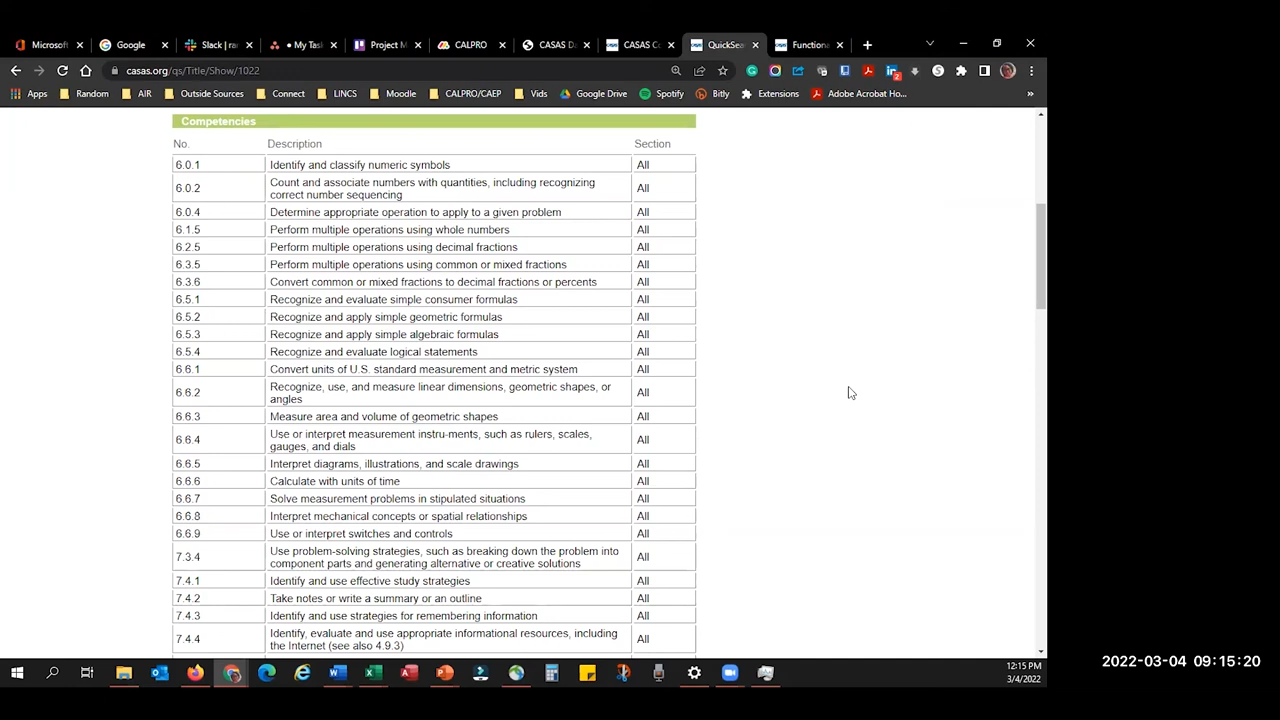 Microsoft
Google
Slack | ra
• My Tas
Project M
CALPRO
CASAS D
CASAS C
QuickSea
Functiona
casas.org/qs/Title/Show/1022
Apps
Random
AIR
Outside Sources
Connect
LINCS
Moodle
CALPRO/CAEP
Vids
Google Drive
Spotify
Bitly
Extensions
Adobe Acrobat Ho...
Competencies
No. Description Section
6.0.1 Identify and classify numeric symbols All
6.0.2 Count and associate numbers with quantities, including recognizing
correct number sequencing All
6.0.4 Determine appropriate operation to apply to a given problem All
6.1.5 Perform multiple operations using whole numbers All
6.2.5 Perform multiple operations using decimal fractions All
6.3.5 Perform multiple operations using common or mixed fractions All
6.3.6 Convert common or mixed fractions to decimal fractions or percents All
6.5.1 Recognize and evaluate simple consumer formulas All
6.5.2 Recognize and apply simple geometric formulas All
6.5.3 Recognize and apply simple algebraic formulas All
6.5.4 Recognize and evaluate logical statements All
6.6.1 Convert units of U.S. standard measurement and metric system All
6.6.2 Recognize, use, and measure linear dimensions, geometric shapes, or
angles All
6.6.3 Measure area and volume of geometric shapes All
6.6.4 Use or interpret measurement instru-ments, such as rulers, scales,
gauges, and dials All
6.6.5 Interpret diagrams, illustrations, and scale drawings All
6.6.6 Calculate with units of time All
6.6.7 Solve measurement problems in stipulated situations All
6.6.8 Interpret mechanical concepts or spatial relationships All
6.6.9 Use or interpret switches and controls All
7.3.4 Use problem-solving strategies, such as breaking down the problem into
component parts and generating alternative or creative solutions All
7.4.1 Identify and use effective study strategies All
7.4.2 Take notes or write a summary or an outline All
7.4.3 Identify and use strategies for remembering information All
7.4.4 Identify, evaluate and use appropriate informational resources, including
the Internet (see also 4.9.3) All
12:15 PM
3/4/2022
2022-03-04 09:15:20